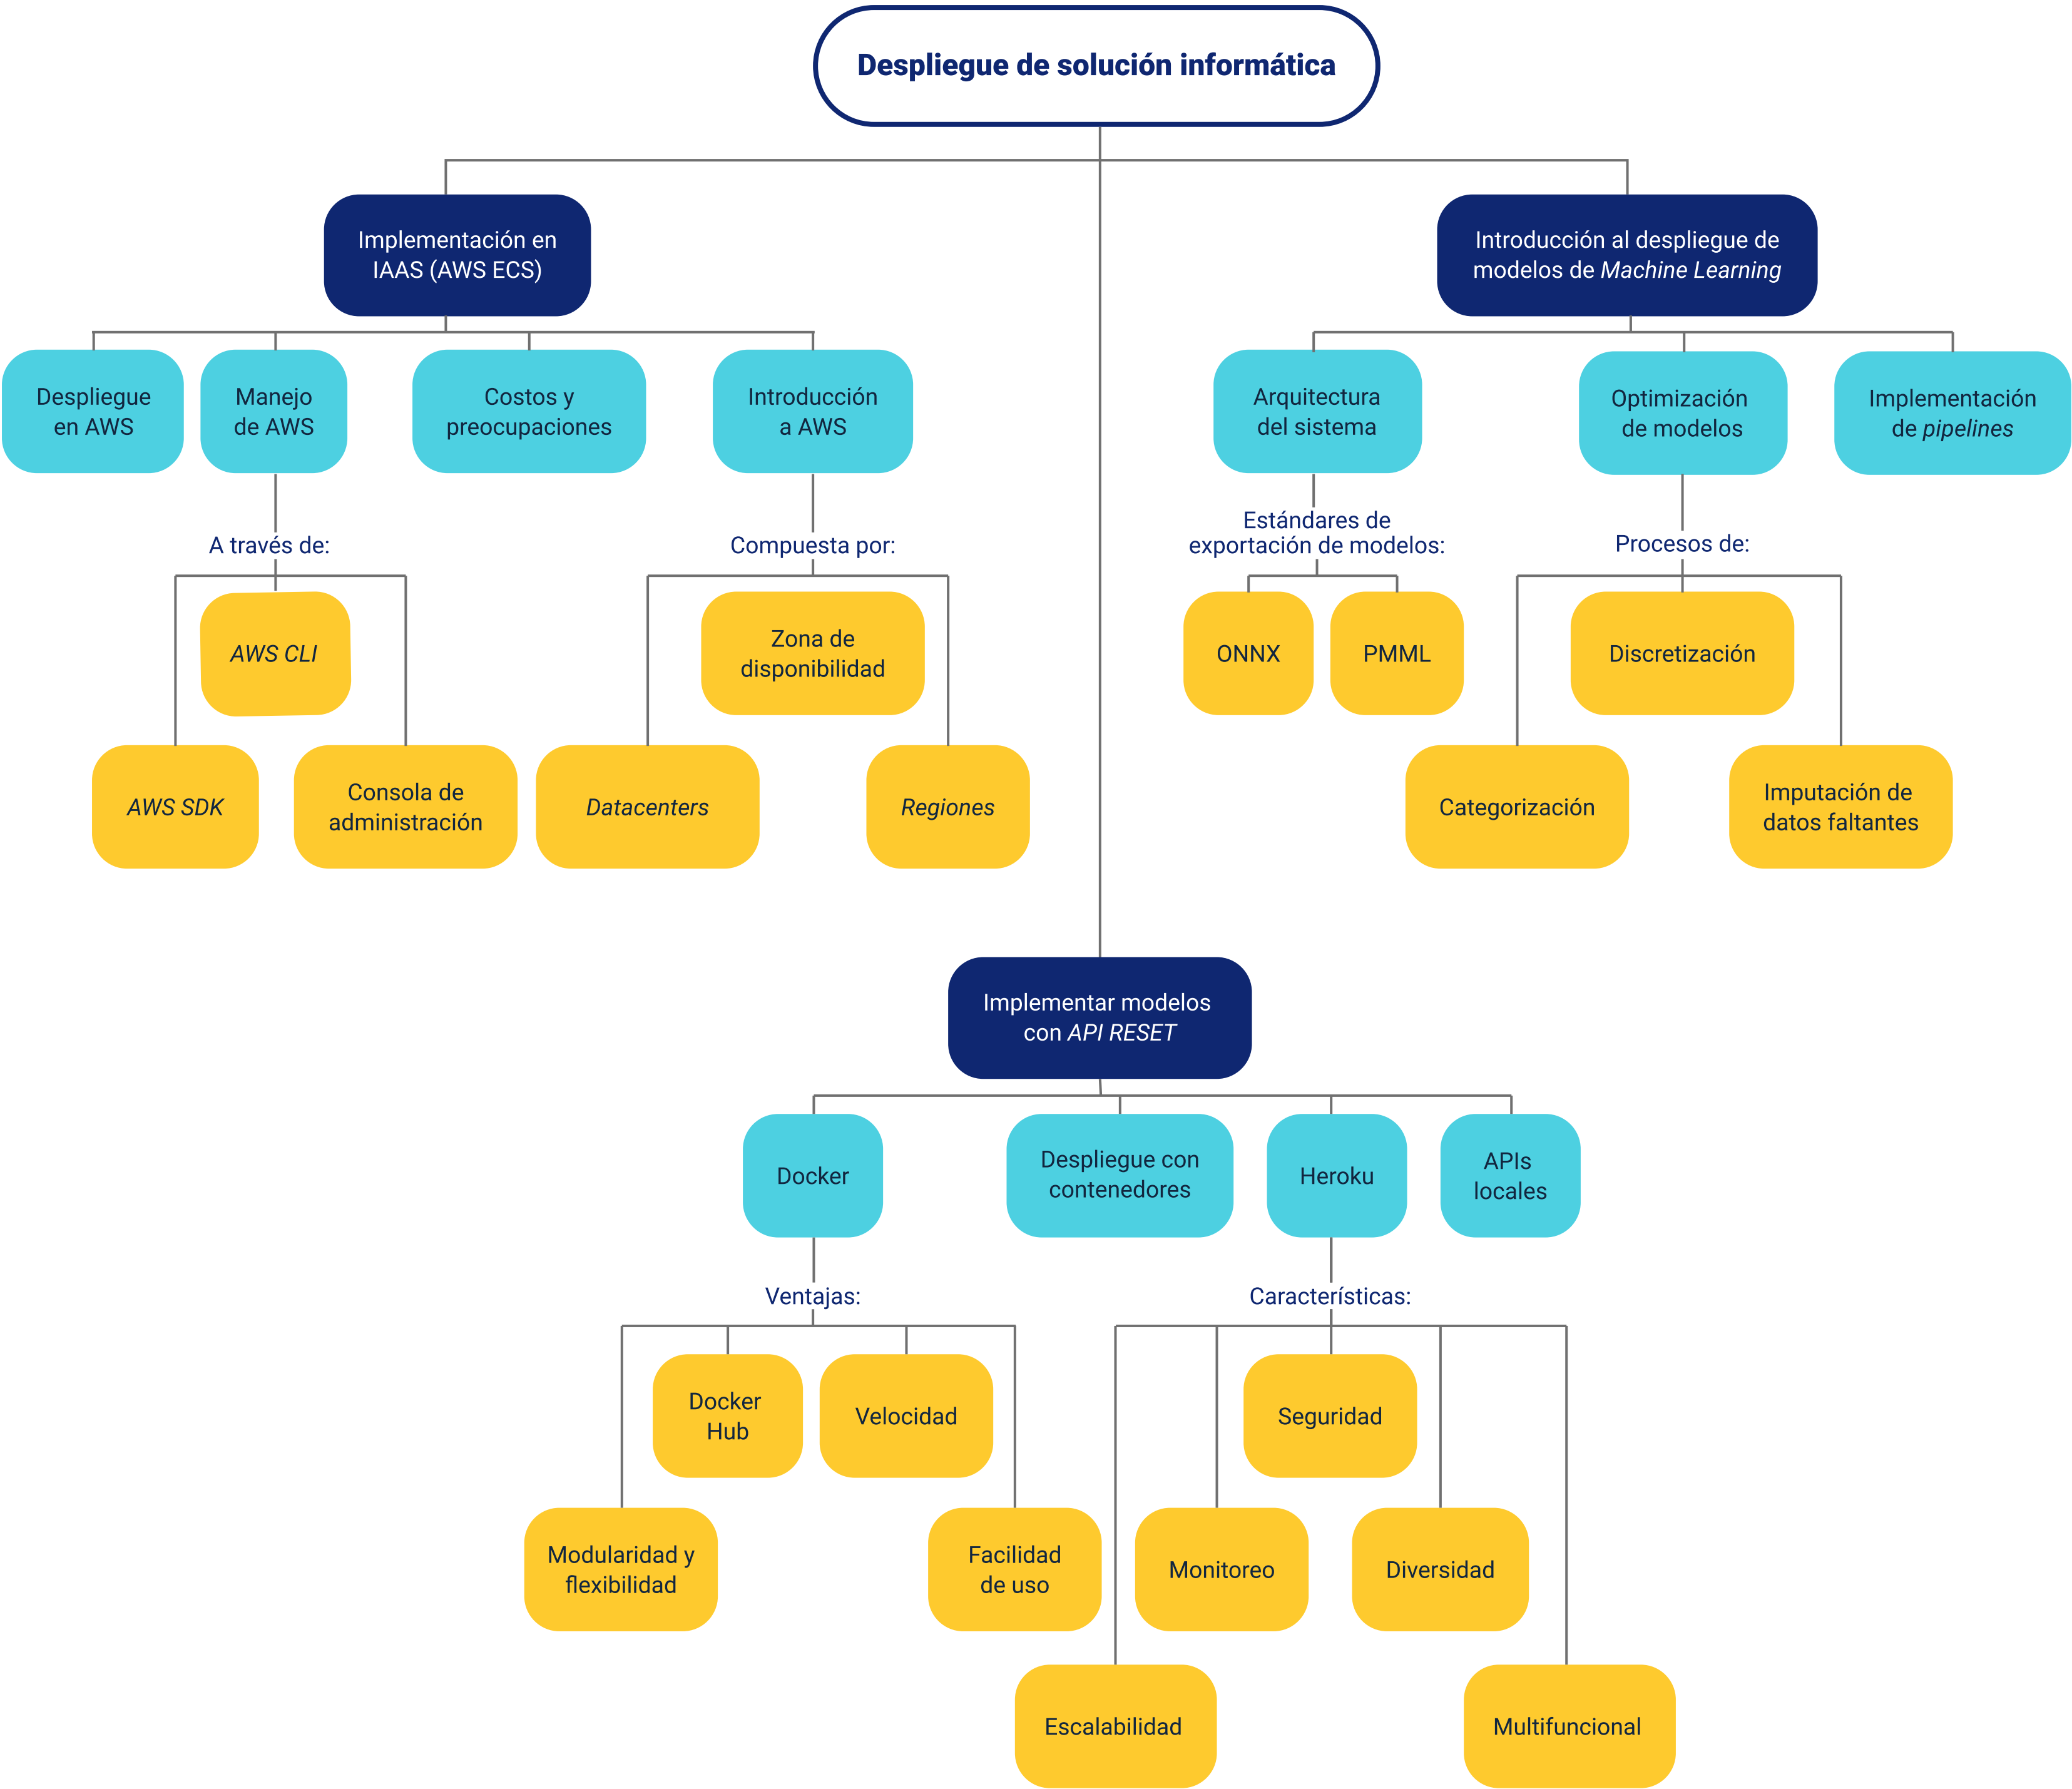 Despliegue de solución informática
Implementación en
IAAS (AWS ECS)
Introducción al despliegue de
modelos de Machine Learning
Despliegue
en AWS
Manejo
de AWS
Costos y
preocupaciones
Introducción
a AWS
Arquitectura
del sistema
Optimización
de modelos
Implementación
de pipelines
A través de:
Compuesta por:
Estándares de
exportación de modelos:
Procesos de:
AWS CLI
Zona de
disponibilidad
ONNX
PMML
Discretización
AWS SDK
Consola de
administración
Datacenters
Regiones
Categorización
Imputación de
datos faltantes
Implementar modelos
con API RESET
Docker
Despliegue con
contenedores
Heroku
APIs
locales
Ventajas:
Características:
Docker
Hub
Velocidad
Seguridad
Modularidad y
flexibilidad
Facilidad
de uso
Monitoreo
Diversidad
Escalabilidad
Multifuncional